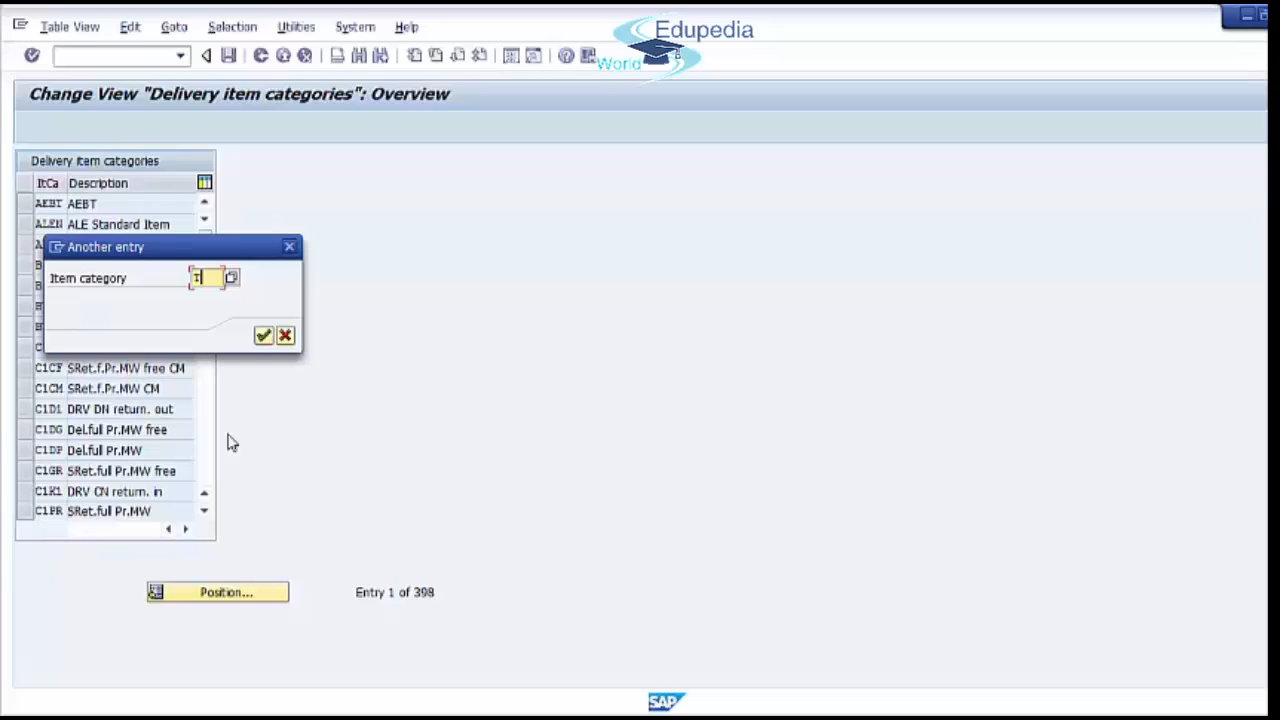 Table View Edit Goto Selection Utilities System Help
Edupedia
World
Change View "Delivery item categories": Overview
Delivery item categories
ItCa Description
AEBT AEBT
ALEN ALE Standard Item
Another entry
Item category T
C1CF SRet.f.Pr.MW free CM
C1CM SRet.f.Pr.MW CM
C1D1 DRV DN return. out
C1DG Del.full Pr.MW free
C1DP Del.full Pr.MW
C1GR SRet.full Pr.MW free
C1K1 DRV CN return. in
C1PR SRet.full Pr.MW
Position... Entry 1 of 398
SAP